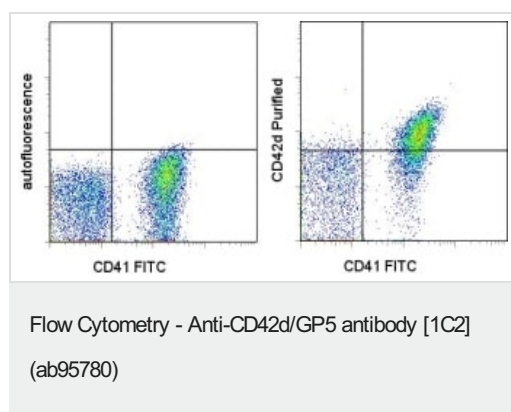 autofluorescence
CD41 FITC
CD42d Purified
CD41 FITC
Flow Cytometry - Anti-CD42d/GP5 antibody [1C2]
(ab95780)